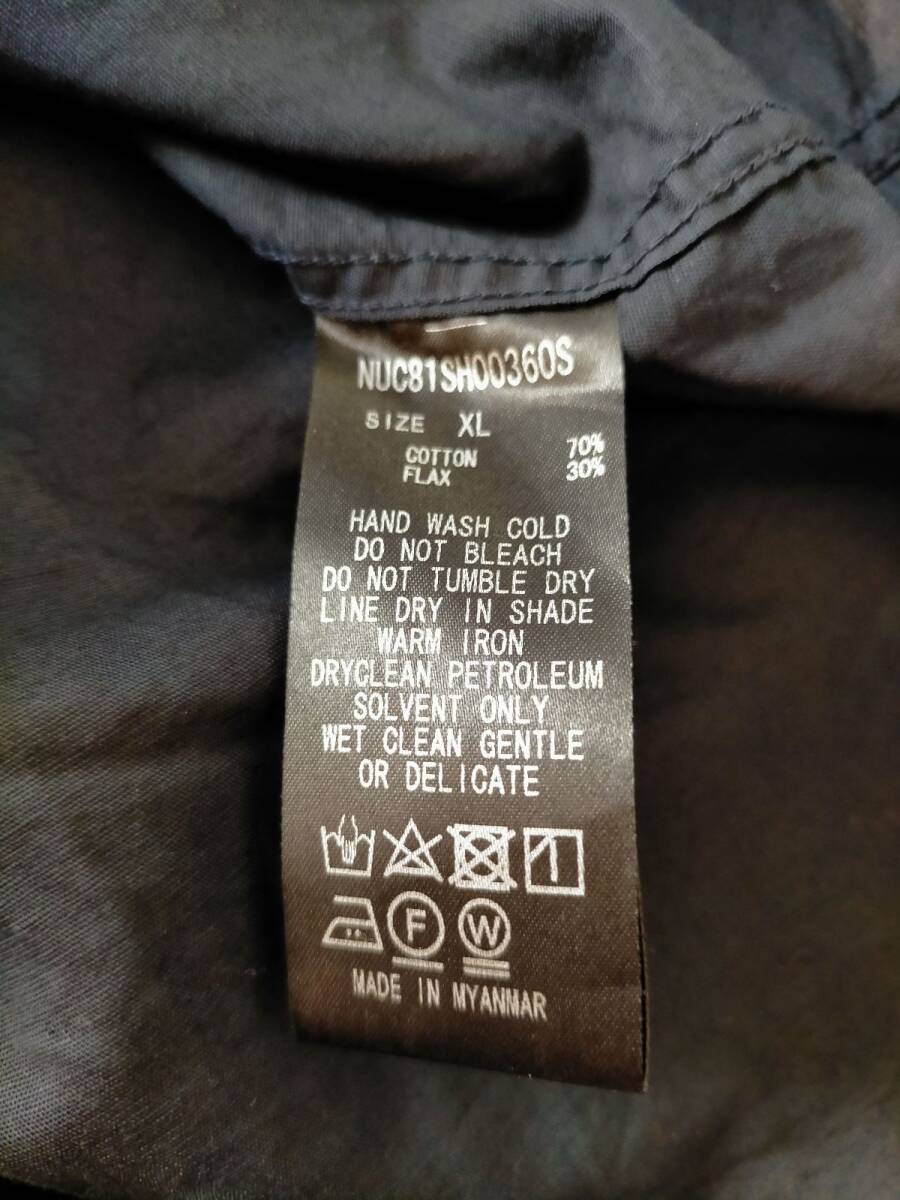 NUC81SH00360S
SIZE XL
COTTON 70%
FLAX 30%
HAND WASH COLD
DO NOT BLEACH
DO NOT TUMBLE DRY
LINE DRY IN SHADE
WARM IRON
DRYCLEAN PETROLEUM
SOLVENT ONLY
WET CLEAN GENTLE
OR DELICATE
F W
MADE IN MYANMAR